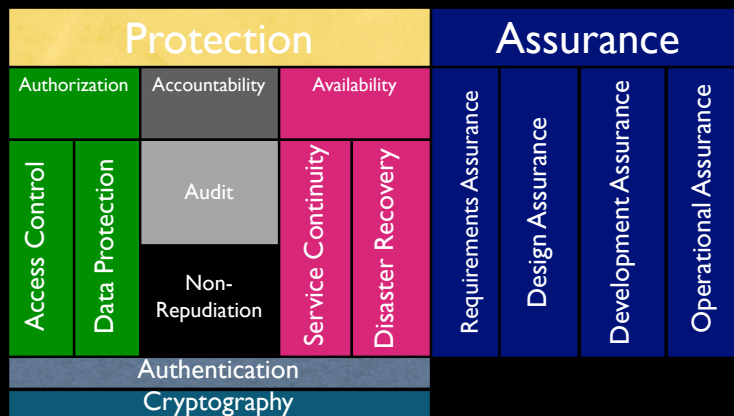 Protection
Assurance
Authorization
Accountability
Availability
Access Control
Data Protection
Audit
Non-
Repudiation
Service Continuity
Disaster Recovery
Requirements Assurance
Design Assurance
Development Assurance
Operational Assurance
Authentication
Cryptography